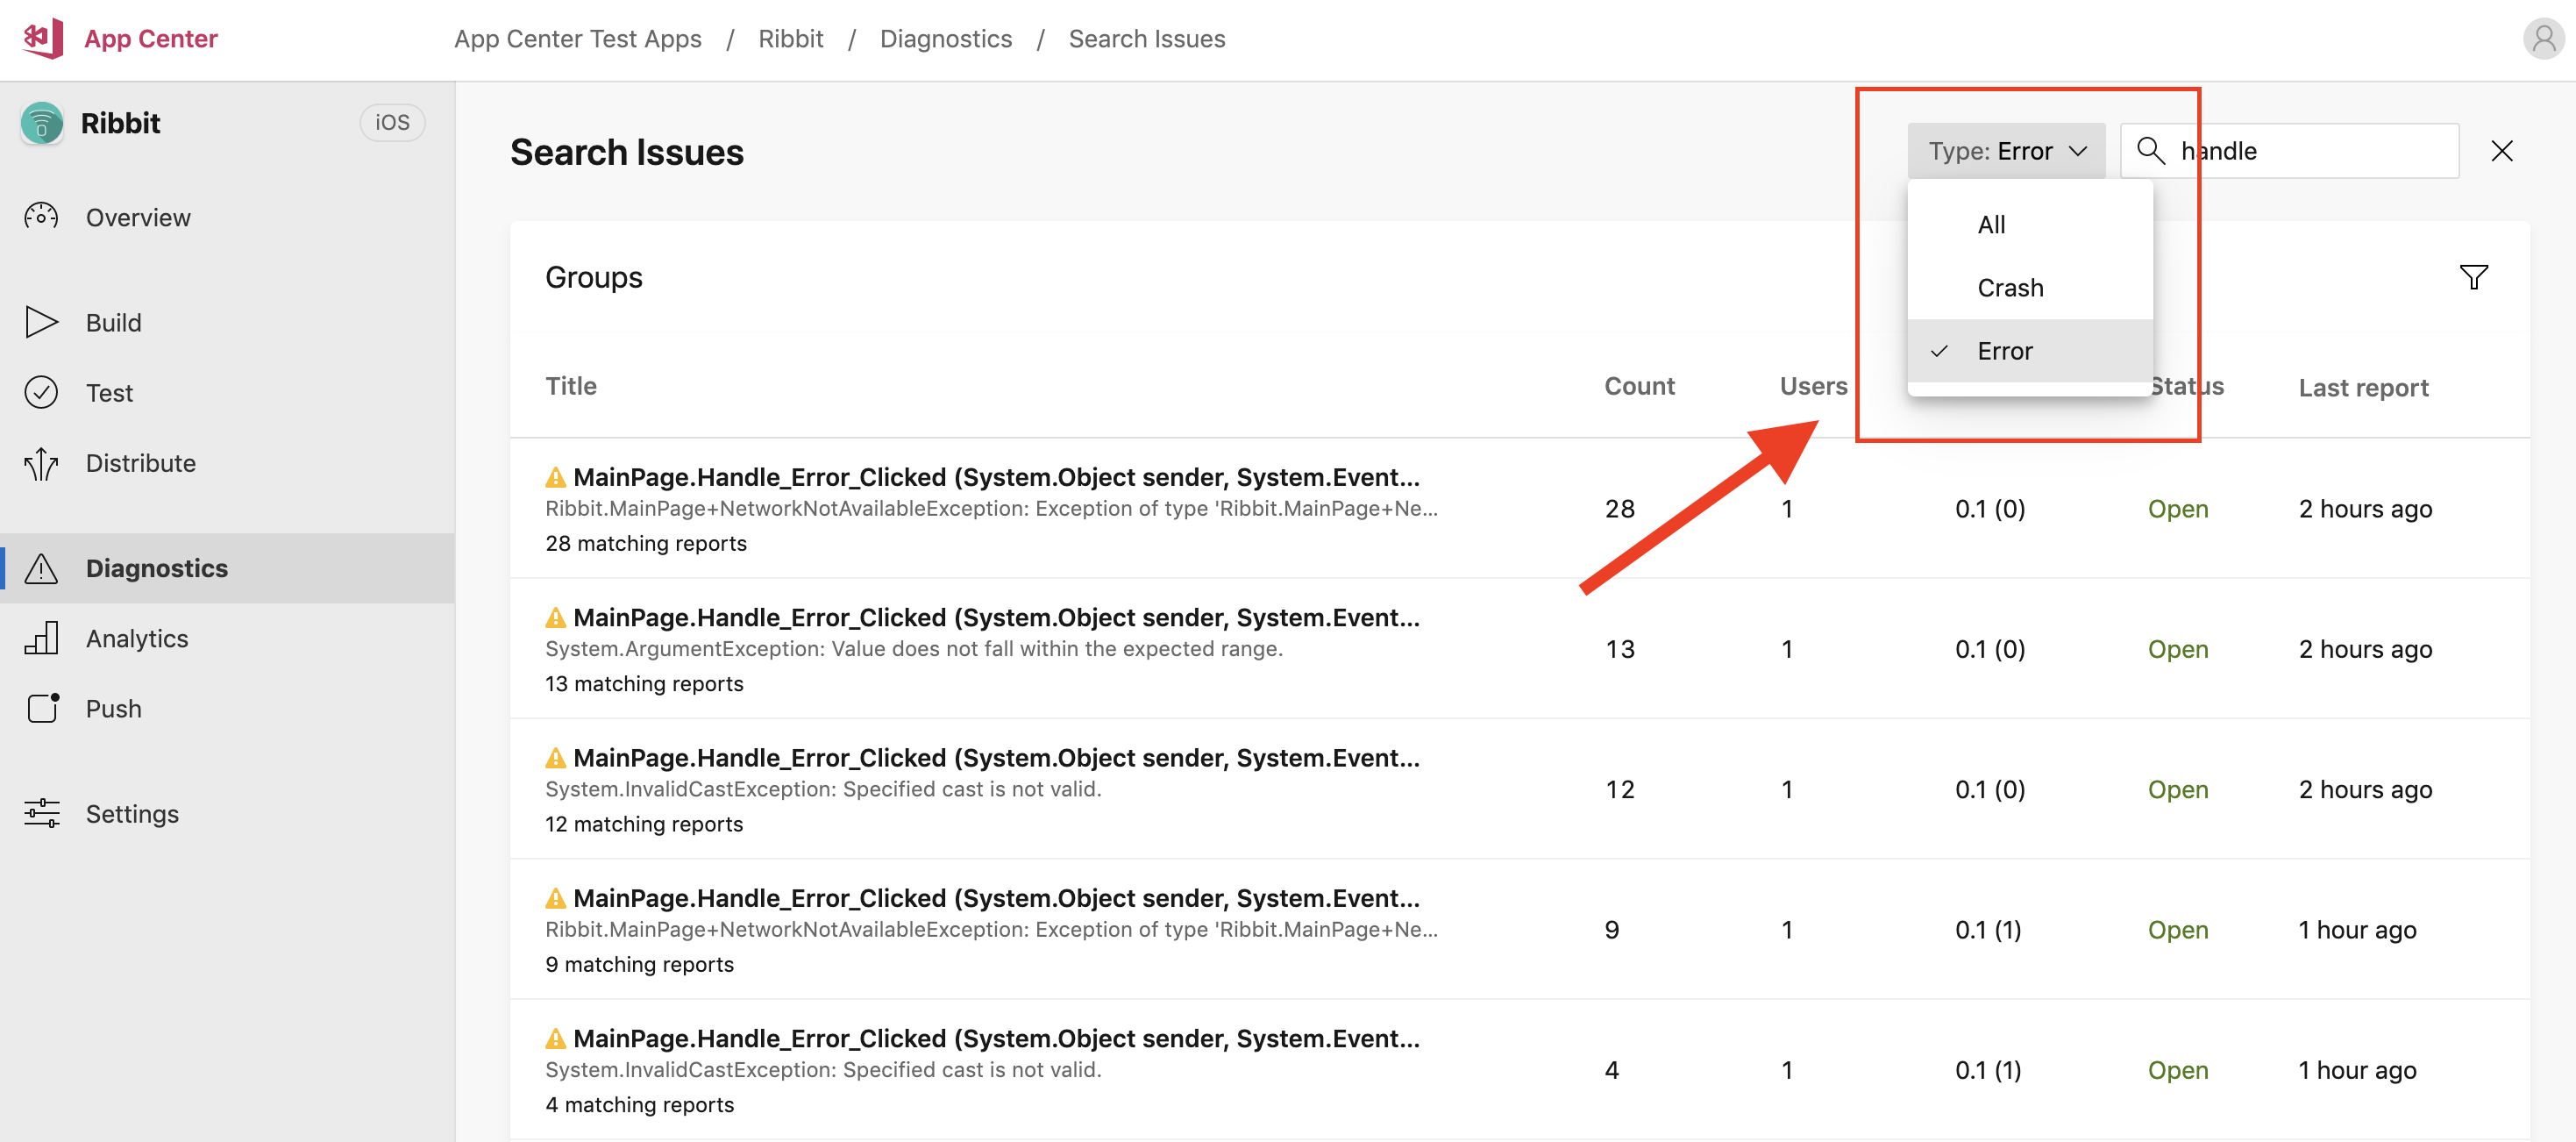 App Center
App Center Test Apps / Ribbit / Diagnostics / Search Issues
Ribbit
iOS
Overview
Build
Test
Distribute
Diagnostics
Analytics
Push
Settings
Search Issues
Type: Error
handle
All
Crash
Error
Groups
Title Count Users Status Last report
MainPage.Handle_Error_Clicked (System.Object sender, System.Event...
Ribbit.MainPage+NetworkNotAvailableException: Exception of type 'Ribbit.MainPage+Ne...
28 matching reports
28 1 0.1 (0) Open 2 hours ago
MainPage.Handle_Error_Clicked (System.Object sender, System.Event...
System.ArgumentException: Value does not fall within the expected range.
13 matching reports
13 1 0.1 (0) Open 2 hours ago
MainPage.Handle_Error_Clicked (System.Object sender, System.Event...
System.InvalidCastException: Specified cast is not valid.
12 matching reports
12 1 0.1 (0) Open 2 hours ago
MainPage.Handle_Error_Clicked (System.Object sender, System.Event...
Ribbit.MainPage+NetworkNotAvailableException: Exception of type 'Ribbit.MainPage+Ne...
9 matching reports
9 1 0.1 (1) Open 1 hour ago
MainPage.Handle_Error_Clicked (System.Object sender, System.Event...
System.InvalidCastException: Specified cast is not valid.
4 matching reports
4 1 0.1 (1) Open 1 hour ago